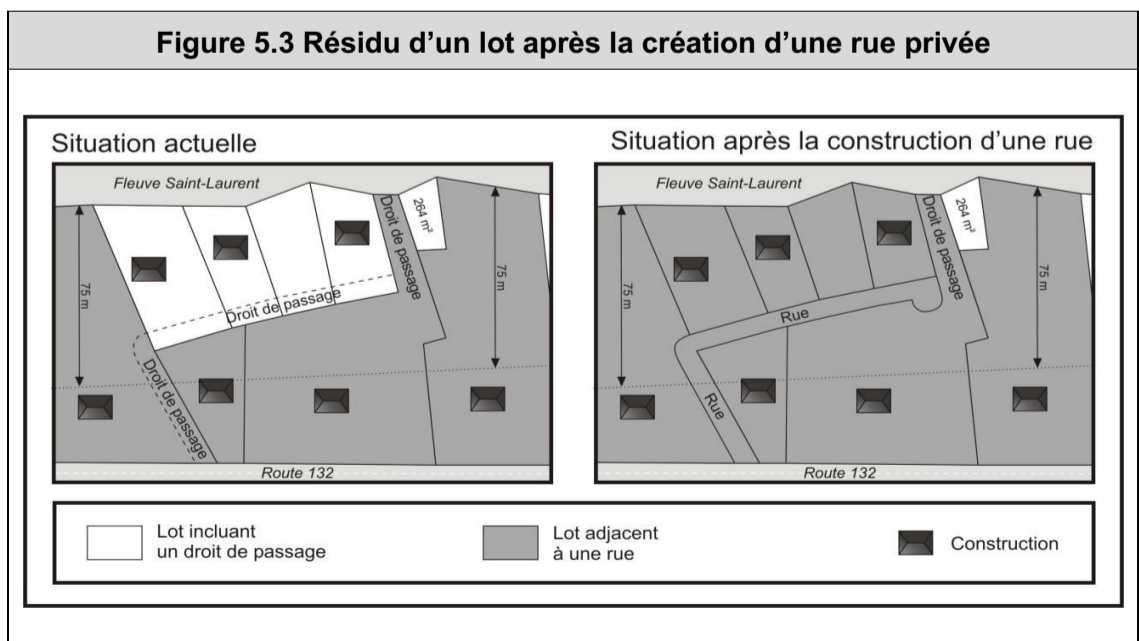 Figure 5.3 Résidu d’un lot après la création d’une rue privée
Situation actuelle
Fleuve Saint-Laurent
Droit de passage
264 m²
75 m
75 m
Droit de passage
Droit de passage
Route 132
Situation après la construction d’une rue
Fleuve Saint-Laurent
Droit de passage
264 m²
75 m
75 m
Rue
Rue
Route 132
Lot incluant
un droit de passage
Lot adjacent
à une rue
Construction